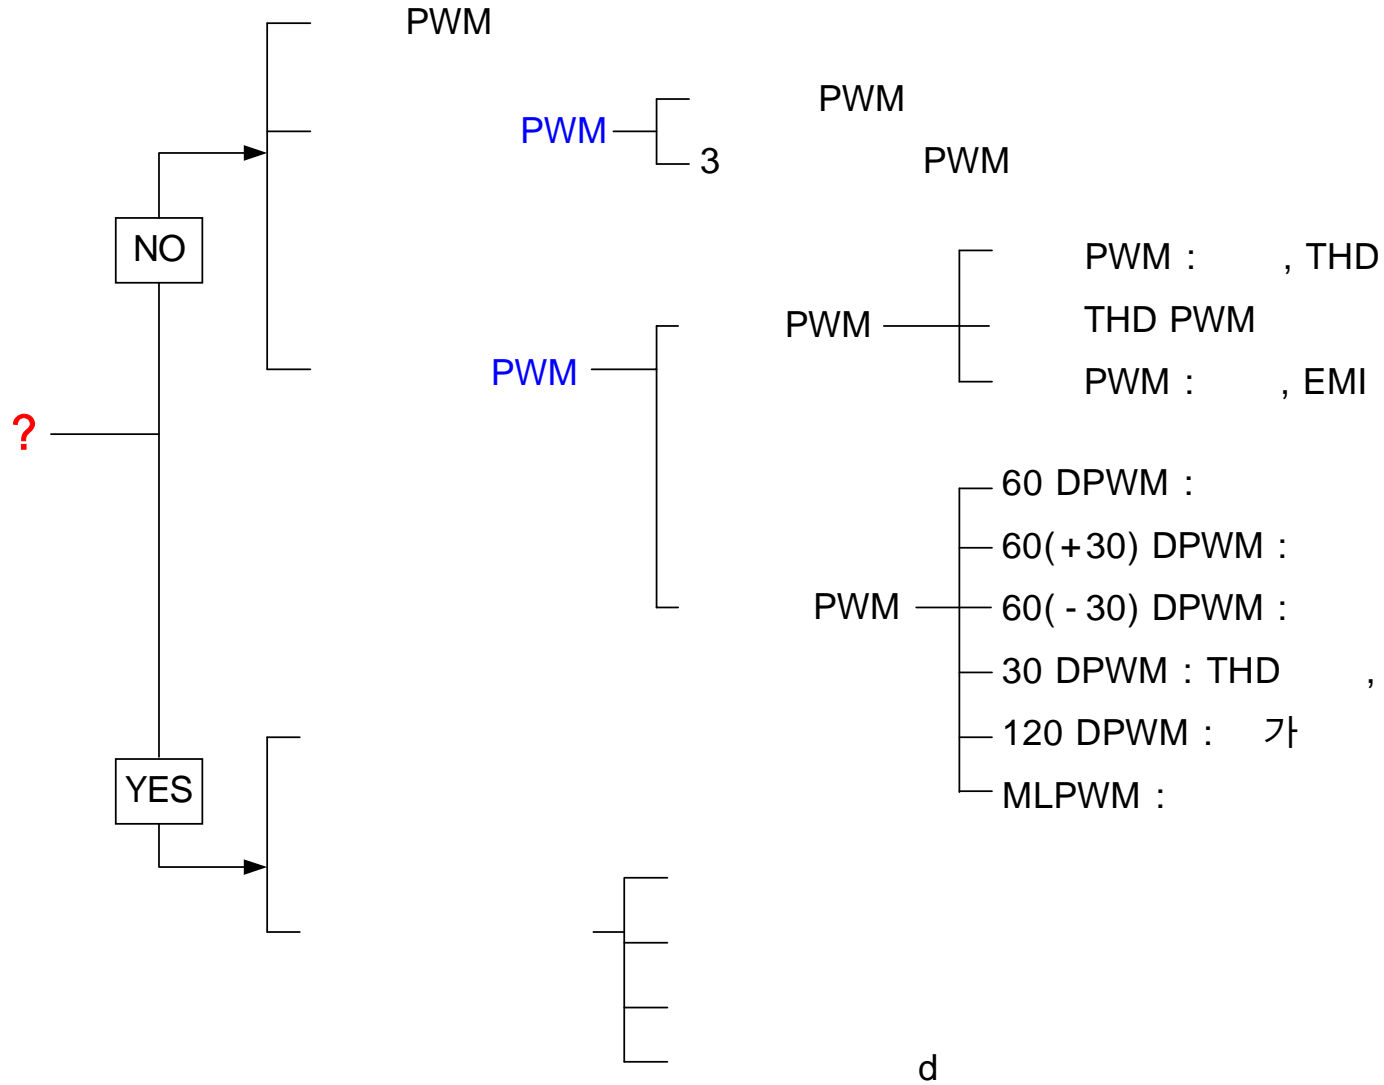 PWM
PWM
PWM
3 PWM
NO
PWM : , THD
PWM
THD PWM
PWM
PWM : , EMI
?
60 DPWM :
60(+30) DPWM :
PWM
60( - 30) DPWM :
30 DPWM : THD ,
120 DPWM : 가
YES
MLPWM :
d